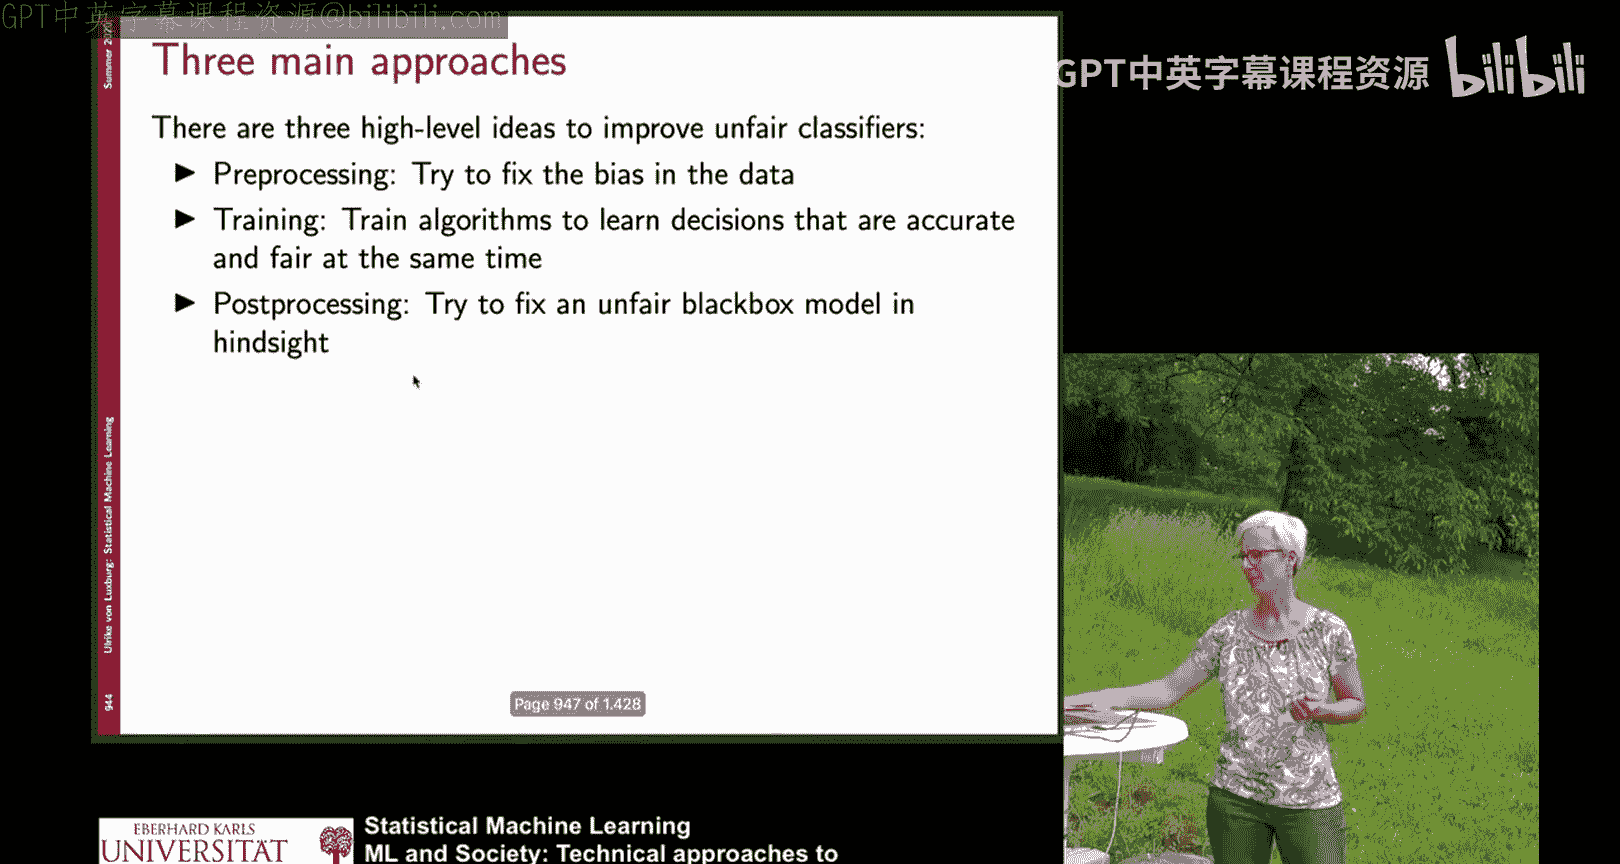 GPT中英字幕课程资源@bilibili.com
GPT中英字幕课程资源 bilibili
Three main approaches
There are three high-level ideas to improve unfair classifiers:
▶ Preprocessing: Try to fix the bias in the data
▶ Training: Train algorithms to learn decisions that are accurate
and fair at the same time
▶ Postprocessing: Try to fix an unfair blackbox model in
hindsight
Summer
Ulrike von Luxburg: Statistical Machine Learning
944
Page 947 of 1.428
EBERHARD KARLS
UNIVERSITÄT
Statistical Machine Learning
ML and Society: Technical approaches to